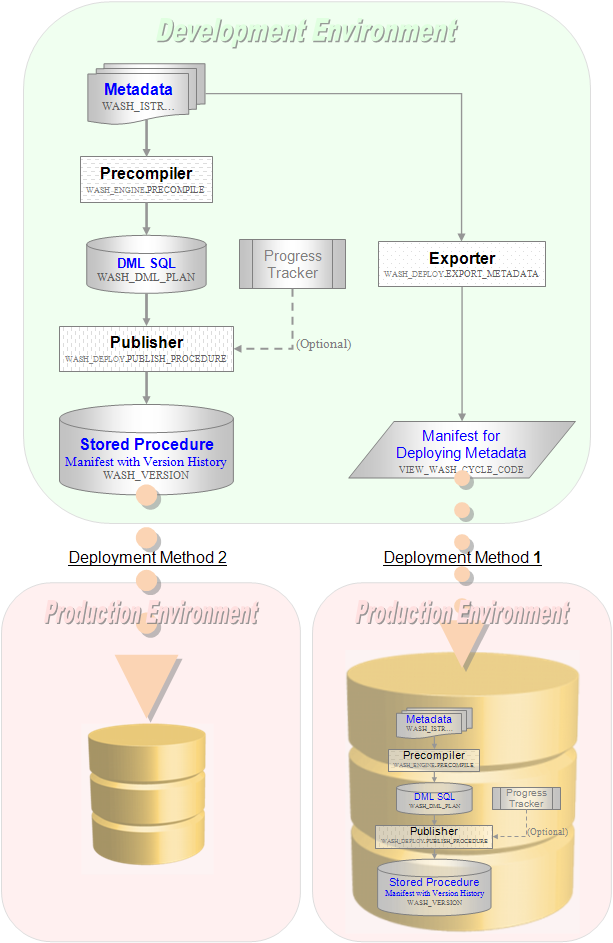 Development Environment
Metadata
WASH_ISTR...
Precompiler
WASH_ENGINE.PRECOMPILE
DML SQL
WASH_DML_PLAN
Progress
Tracker
Exporter
WASH_DEPLOY.EXPORT_METADATA
Publisher
WASH_DEPLOY.PUBLISH_PROCEDURE
(Optional)
Stored Procedure
Manifest with Version History
WASH_VERSION
Manifest for
Deploying Metadata
VIEW_WASH_CYCLE_CODE
Deployment Method 2
Deployment Method 1
Production Environment
Production Environment
Metadata
WASH_ISTR...
Precompiler
WASH_ENGINE.PRECOMPILE
DML SQL
WASH_DML_PLAN
Progress
Tracker
Publisher
WASH_DEPLOY.PUBLISH_PROCEDURE
(Optional)
Stored Procedure
Manifest with Version History
WASH_VERSION